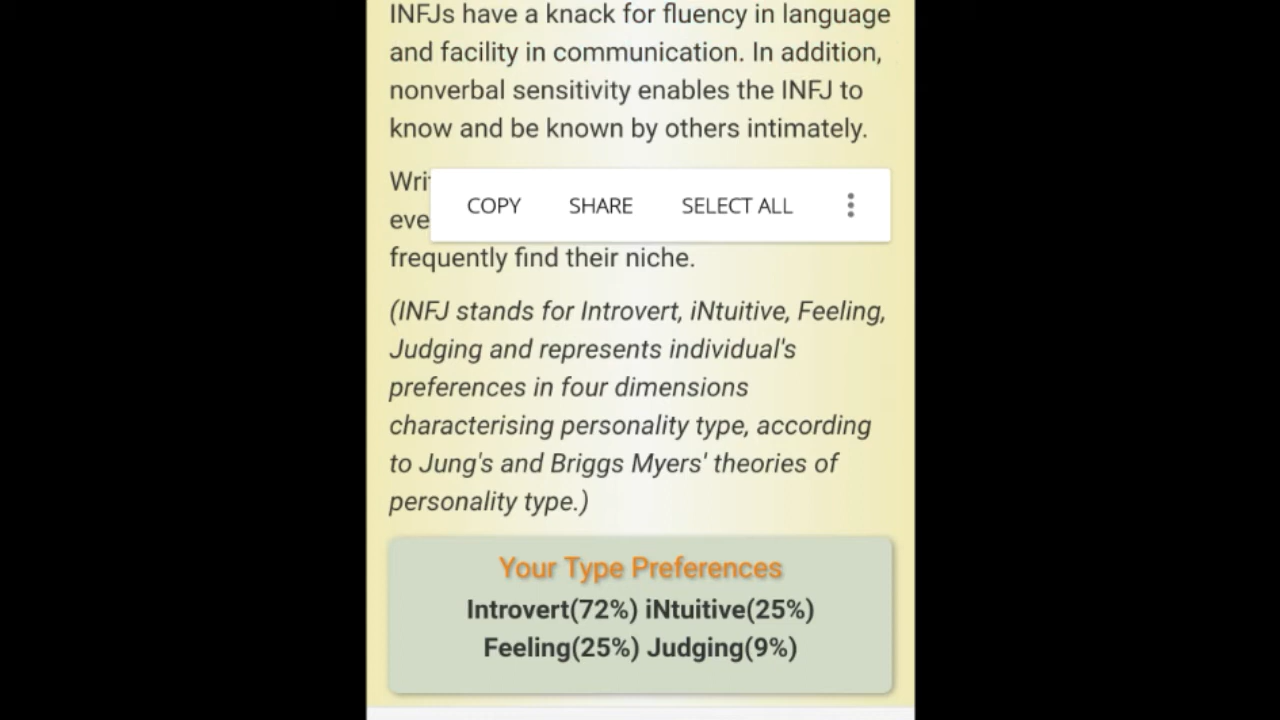 INFJs have a knack for fluency in language
and facility in communication. In addition,
nonverbal sensitivity enables the INFJ to
know and be known by others intimately.
COPY SHARE SELECT ALL
frequently find their niche.
(INFJ stands for Introvert, iNtuitive, Feeling,
Judging and represents individual's
preferences in four dimensions
characterising personality type, according
to Jung's and Briggs Myers' theories of
personality type.)
Your Type Preferences
Introvert(72%) iNtuitive(25%)
Feeling(25%) Judging(9%)